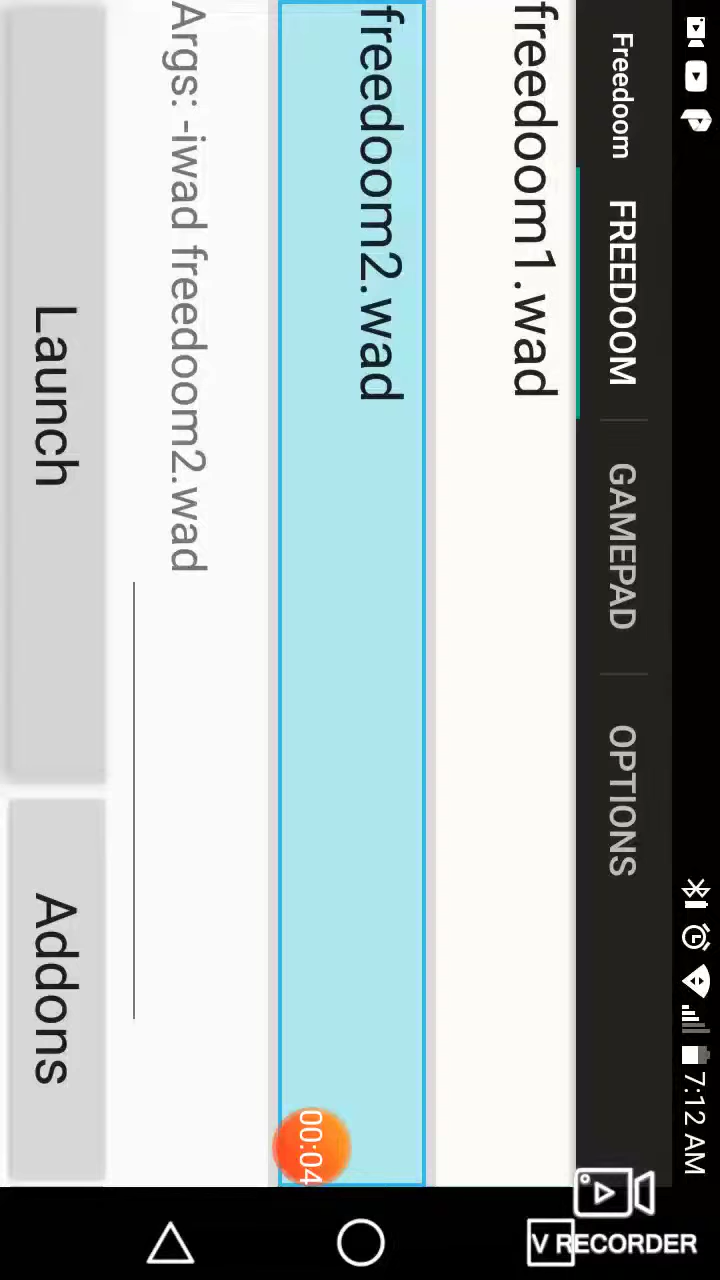 7:12 AM
Freedoom FREEDOOM GAMEPAD OPTIONS
freedoom1.wad
freedoom2.wad
Args: -iwad freedoom2.wad
Launch Addons
00:04
V RECORDER